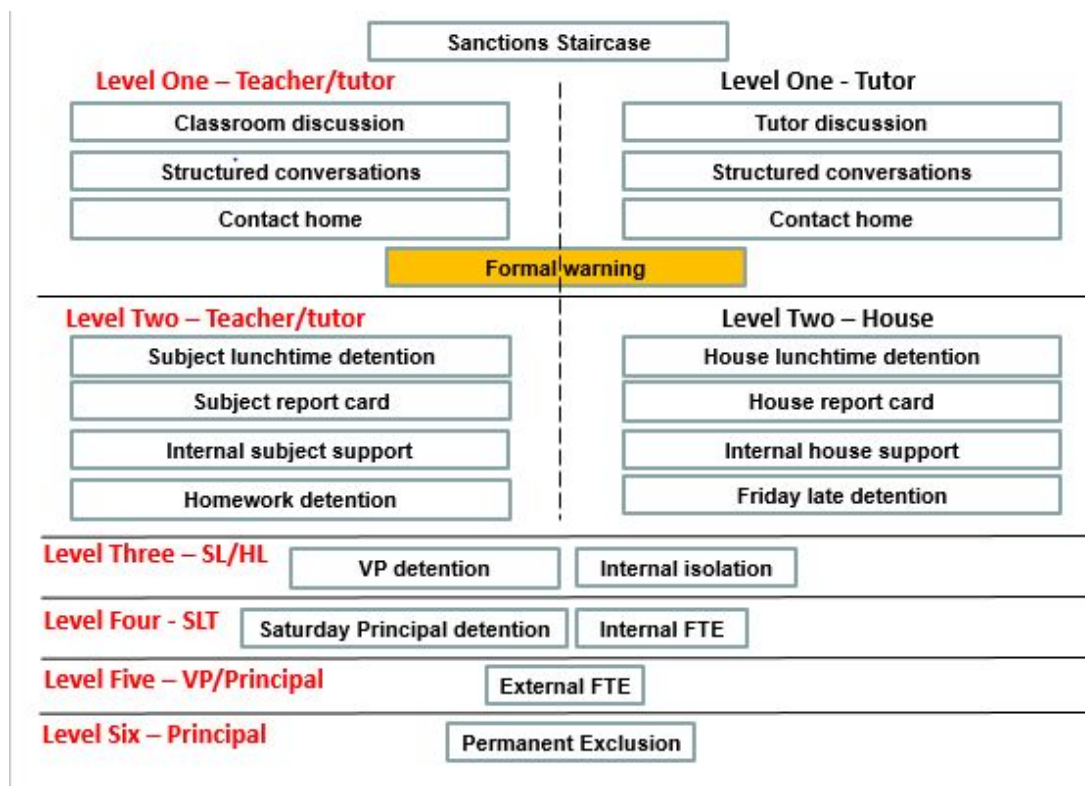 Sanctions Staircase
Level One – Teacher/tutor
Classroom discussion
Structured conversations
Contact home
Level One - Tutor
Tutor discussion
Structured conversations
Contact home
Formal warning
Level Two – Teacher/tutor
Subject lunchtime detention
Subject report card
Internal subject support
Homework detention
Level Two – House
House lunchtime detention
House report card
Internal house support
Friday late detention
Level Three – SL/HL
VP detention
Internal isolation
Level Four - SLT
Saturday Principal detention
Internal FTE
Level Five – VP/Principal
External FTE
Level Six – Principal
Permanent Exclusion